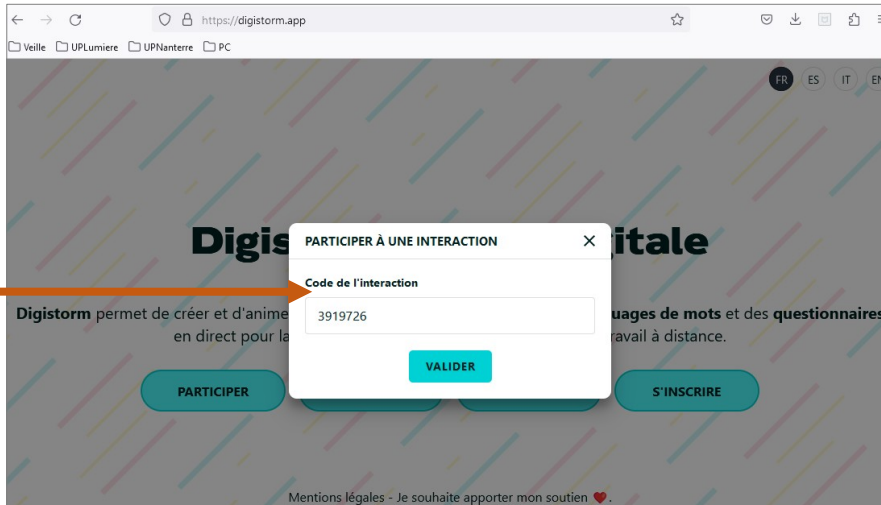 https://digistorm.app
Veille UPLumiere UPNanterre PC
FR ES IT EN
Digis itale
PARTICIPER À UNE INTERACTION
Code de l'interaction
3919726
VALIDER
Digistorm permet de créer et d'anime uages de mots et des questionnaires
en direct pour la ravail à distance.
PARTICIPER S'INSCRIRE
Mentions légales - Je souhaite apporter mon soutien ❤.